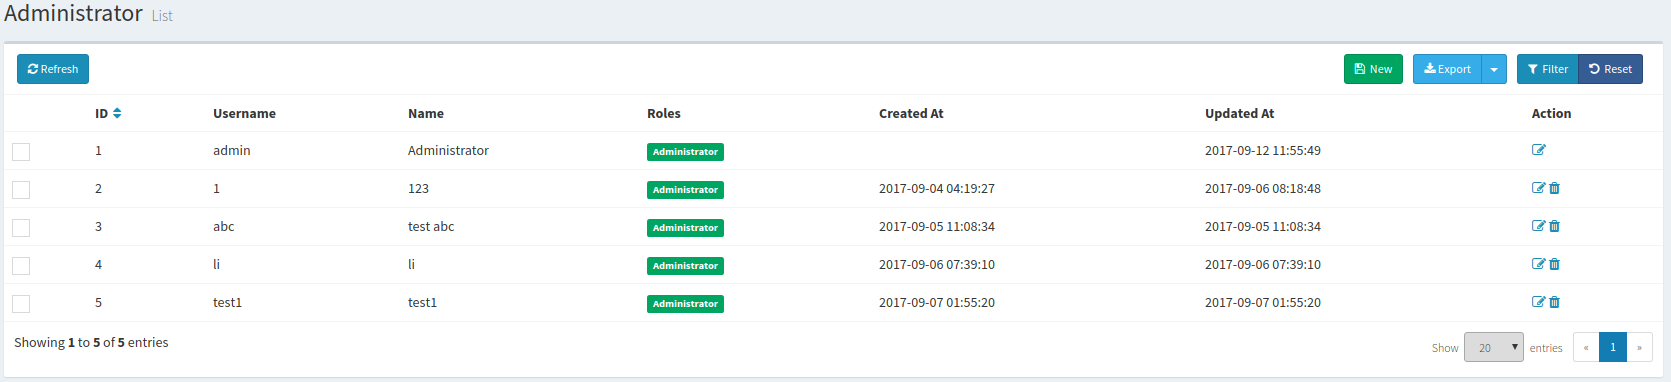 Administrator List
Refresh New Export Filter Reset
ID Username Name Roles Created At Updated At Action
1 admin Administrator Administrator 2017-09-12 11:55:49
2 1 123 Administrator 2017-09-04 04:19:27 2017-09-06 08:18:48
3 abc test abc Administrator 2017-09-05 11:08:34 2017-09-05 11:08:34
4 li li Administrator 2017-09-06 07:39:10 2017-09-06 07:39:10
5 test1 test1 Administrator 2017-09-07 01:55:20 2017-09-07 01:55:20
Showing 1 to 5 of 5 entries Show 20 entries « 1 »